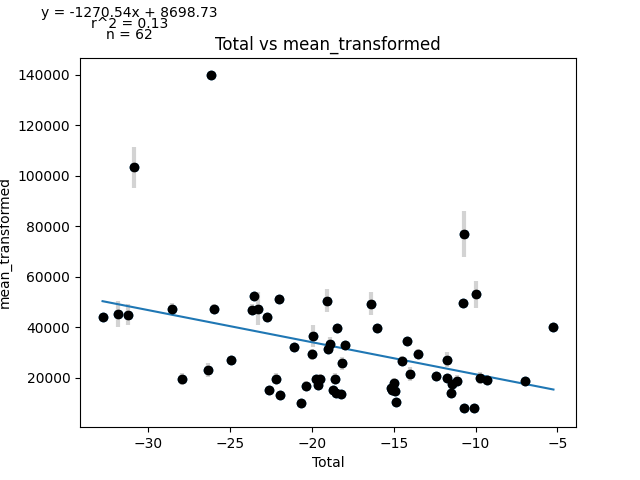 y = -1270.54x + 8698.73
r^2 = 0.13
n = 62
Total vs mean_transformed
mean_transformed
140000
120000
100000
80000
60000
40000
20000
−30
−25
−20
−15
−10
−5
Total